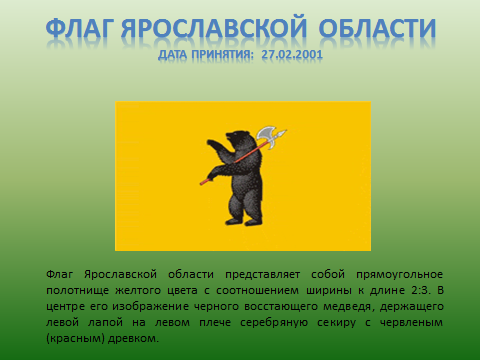 ФЛАГ ЯРОСЛАВСКОЙ ОБЛАСТИ
ДАТА ПРИНЯТИЯ: 27.02.2001
Флаг Ярославской области представляет собой прямоугольное
полотнище желтого цвета с соотношением ширины к длине 2:3. В
центре его изображение черного восстающего медведя, держащего
левой лапой на левом плече серебряную секиру с червленым
(красным) древком.